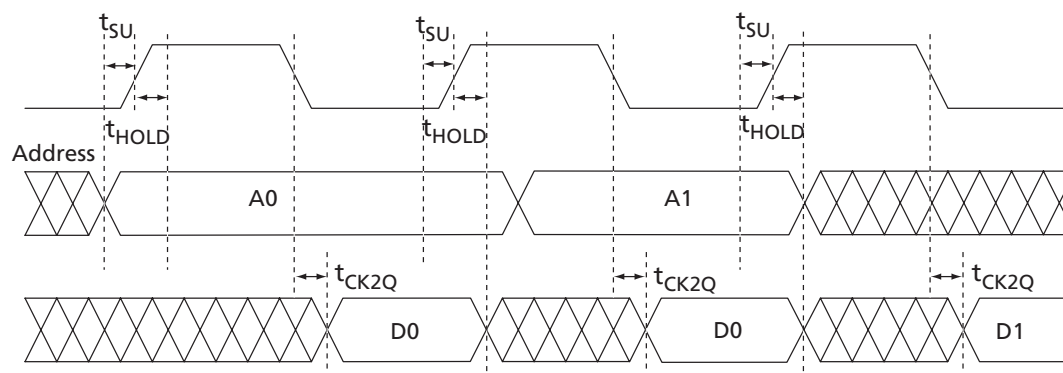 tSU tSU tSU
tHOLD tHOLD tHOLD
Address
A0 A1
tCK2Q tCK2Q tCK2Q
D0 D0 D1